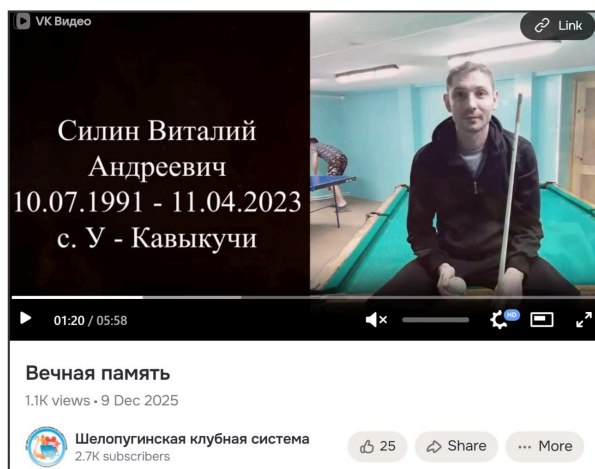 VK Видео
Link
Силин Виталий
Андреевич
10.07.1991 - 11.04.2023
с. У - Кавыкучи
01:20 / 05:58
HD
Вечная память
1.1K views • 9 Dec 2025
Шелопугинская клубная система
2.7K subscribers
25
Share
More